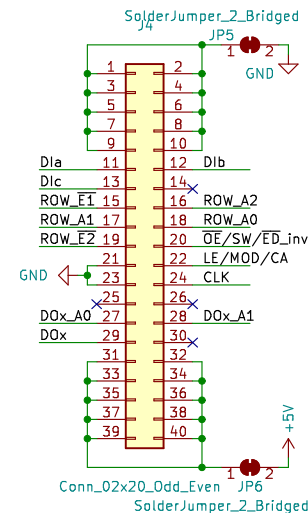 SolderJumper_2_Bridged
J4
JP5
1 2
GND
1 2
3 4
5 6
7 8
9 10
DIa 11 12 DIb
DIc 13 14
ROW_E1 15 16 ROW_A2
ROW_A1 17 18 ROW_A0
ROW_E2 19 20 OE/SW/ED_inv
21 22 LE/MOD/CA
GND
23 24 CLK
25 26
DOx_A0 27 28 DOx_A1
DOx 29 30
31 32
33 34
35 36
37 38
39 40
+5V
1 2
Conn_02x20_Odd_Even JP6
SolderJumper_2_Bridged